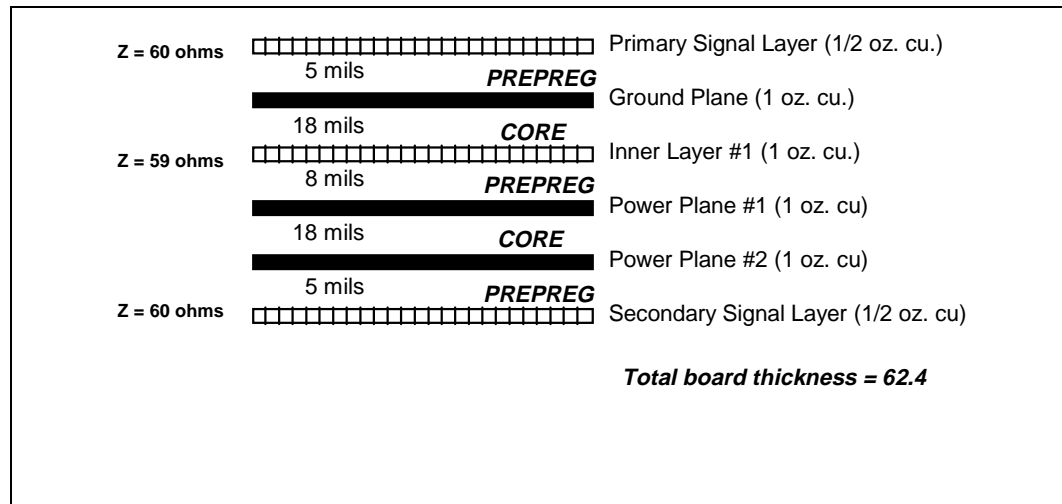 Z = 60 ohms Primary Signal Layer (1/2 oz. cu.)
5 mils PREPREG
Ground Plane (1 oz. cu.)
18 mils CORE
Z = 59 ohms Inner Layer #1 (1 oz. cu.)
8 mils PREPREG
Power Plane #1 (1 oz. cu)
18 mils CORE
Power Plane #2 (1 oz. cu)
5 mils PREPREG
Z = 60 ohms Secondary Signal Layer (1/2 oz. cu)
Total board thickness = 62.4